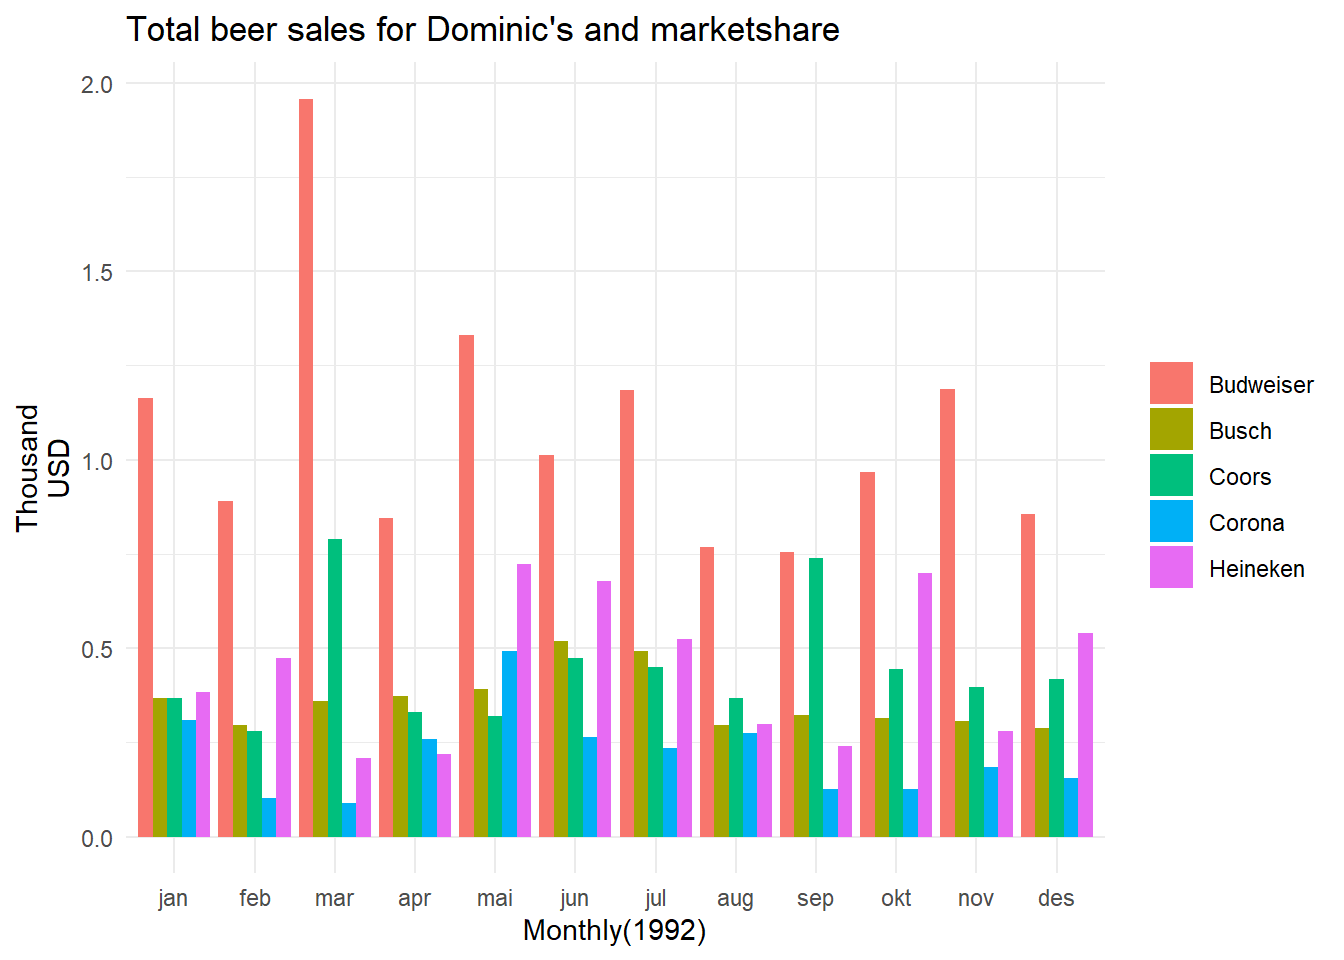 Total beer sales for Dominic's and marketshare
2.0
1.5
1.0
0.5
0.0
Thousand
USD
jan feb mar apr mai jun jul aug sep okt nov des
Monthly(1992)
Budweiser
Busch
Coors
Corona
Heineken